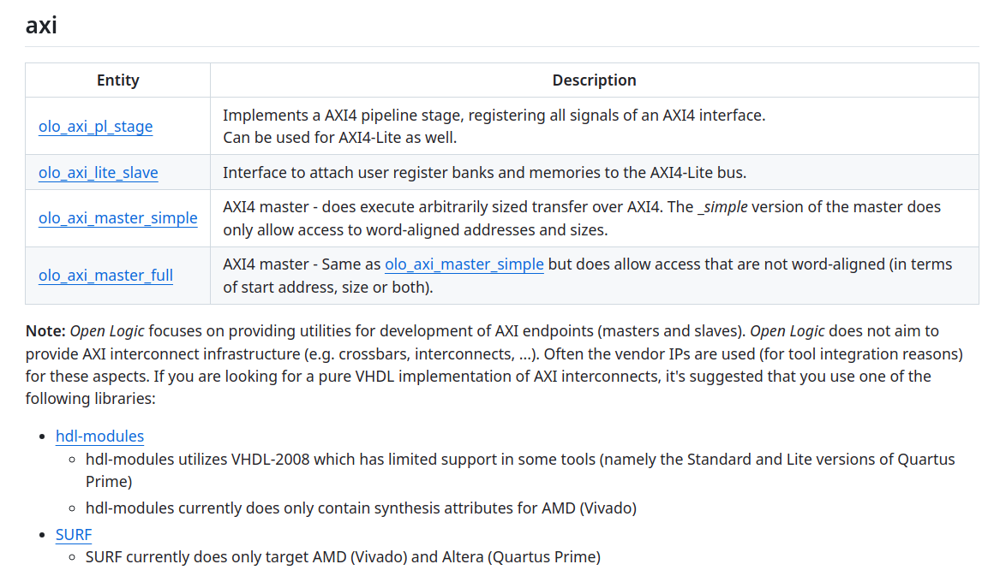 axi
Entity
Description
olo_axi_pl_stage
Implements a AXI4 pipeline stage, registering all signals of an AXI4 interface.
Can be used for AXI4-Lite as well.
olo_axi_lite_slave
Interface to attach user register banks and memories to the AXI4-Lite bus.
olo_axi_master_simple
AXI4 master - does execute arbitrarily sized transfer over AXI4. The _simple version of the master does
only allow access to word-aligned addresses and sizes.
olo_axi_master_full
AXI4 master - Same as olo_axi_master_simple but does allow access that are not word-aligned (in terms
of start address, size or both).
Note: Open Logic focuses on providing utilities for development of AXI endpoints (masters and slaves). Open Logic does not aim to
provide AXI interconnect infrastructure (e.g. crossbars, interconnects, ...). Often the vendor IPs are used (for tool integration reasons)
for these aspects. If you are looking for a pure VHDL implementation of AXI interconnects, it's suggested that you use one of the
following libraries:
• hdl-modules
◦ hdl-modules utilizes VHDL-2008 which has limited support in some tools (namely the Standard and Lite versions of Quartus
Prime)
◦ hdl-modules currently does only contain synthesis attributes for AMD (Vivado)
• SURF
◦ SURF currently does only target AMD (Vivado) and Altera (Quartus Prime)